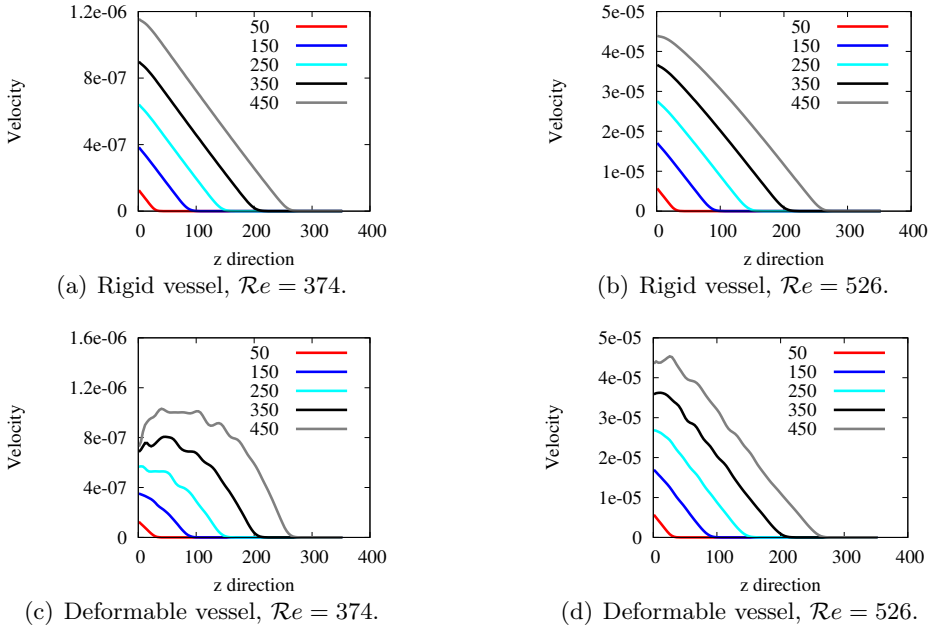 1.2e-06
8e-07
4e-07
0
Velocity
0 100 200 300 400
z direction
50
150
250
350
450
(a) Rigid vessel, Re = 374.
5e-05
4e-05
3e-05
2e-05
1e-05
0
Velocity
0 100 200 300 400
z direction
50
150
250
350
450
(b) Rigid vessel, Re = 526.
1.6e-06
1.2e-06
8e-07
4e-07
0
Velocity
0 100 200 300 400
z direction
50
150
250
350
450
(c) Deformable vessel, Re = 374.
5e-05
4e-05
3e-05
2e-05
1e-05
0
Velocity
0 100 200 300 400
z direction
50
150
250
350
450
(d) Deformable vessel, Re = 526.